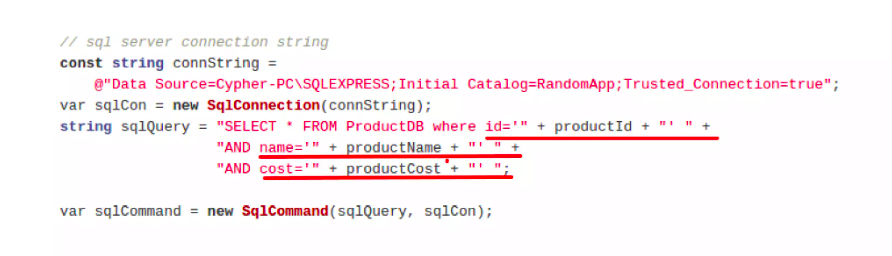 // sql server connection string
const string connString =
@"Data Source=Cypher-PC\SQLEXPRESS;Initial Catalog=RandomApp;Trusted_Connection=true";
var sqlCon = new SqlConnection(connString);
string sqlQuery = "SELECT * FROM ProductDB where id='" + productId + "' " +
"AND name='" + productName + "' " +
"AND cost='" + productCost + "' ";
var sqlCommand = new SqlCommand(sqlQuery, sqlCon);